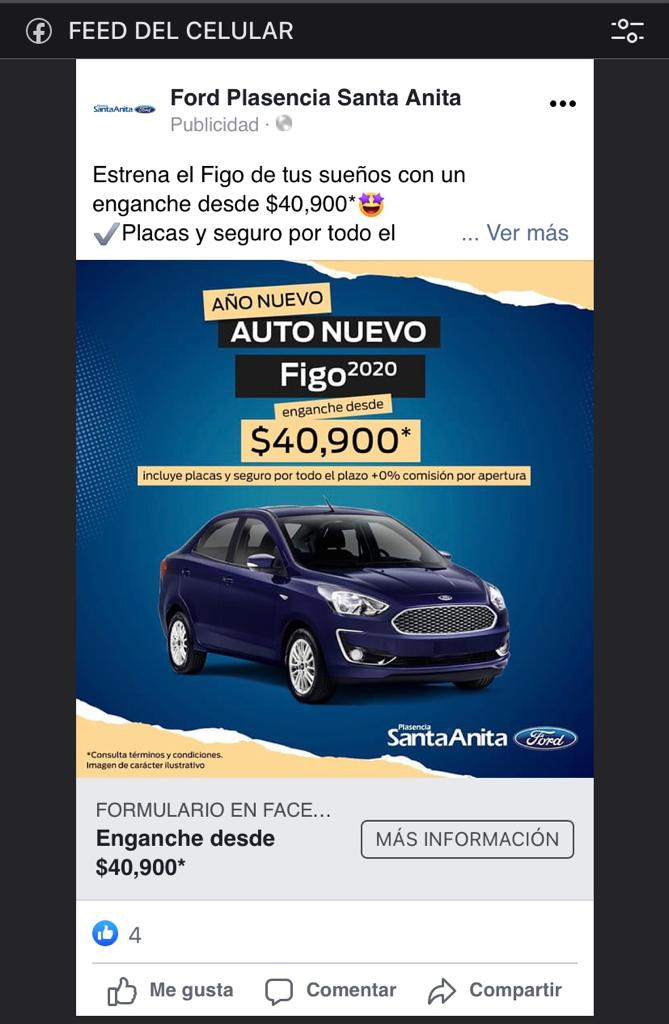 FEED DEL CELULAR
SantaAnita Ford
Ford Plasencia Santa Anita
Publicidad ·
Estrena el Figo de tus sueños con un
enganche desde $40,900*🤩
✔️Placas y seguro por todo el ... Ver más
AÑO NUEVO
AUTO NUEVO
Figo²⁰²⁰
enganche desde
$40,900*
incluye placas y seguro por todo el plazo +0% comisión por apertura
Plasencia
SantaAnita Ford
*Consulta términos y condiciones.
Imagen de carácter ilustrativo
FORMULARIO EN FACE...
Enganche desde
$40,900*
MÁS INFORMACIÓN
4
Me gusta Comentar Compartir